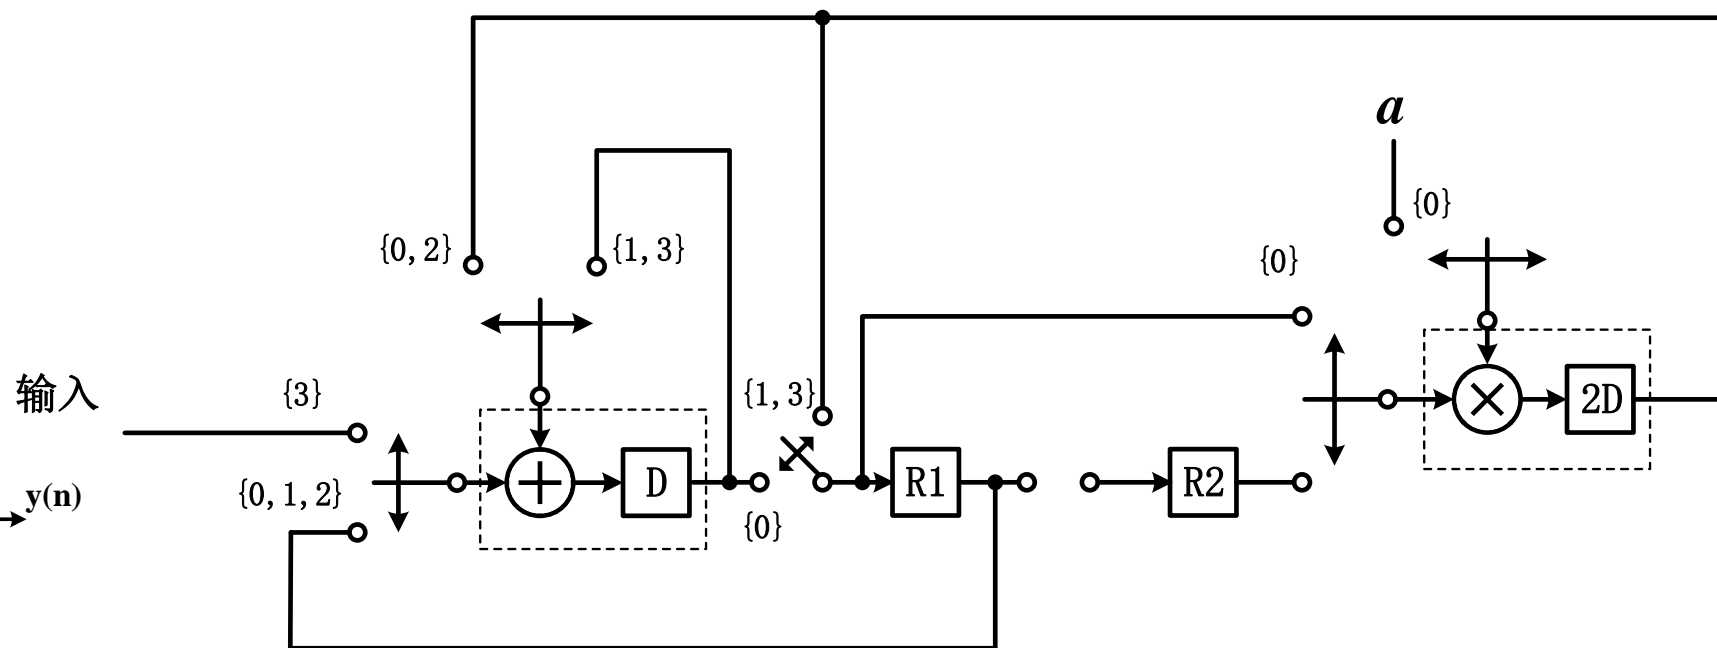 a
{0}
{0,2}
{1,3}
{0}
输入
{3}
{1,3}
2D
{0,1,2}
D
R1
R2
y(n)
{0}